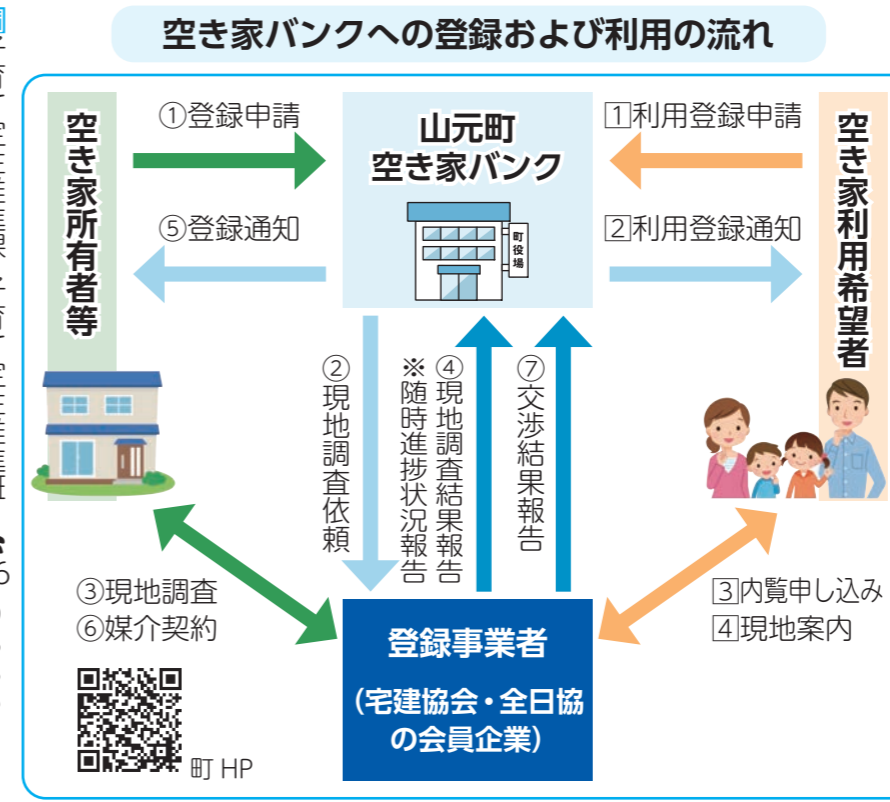 空き家バンクへの登録および利用の流れ
空き家所有者等
①登録申請
⑤登録通知
山元町
空き家バンク
町役場
1利用登録申請
2利用登録通知
空き家利用希望者
②現地調査依頼
④現地調査結果報告
※随時進捗状況報告
⑦交渉結果報告
③現地調査
⑥媒介契約
町 HP
登録事業者
(宅建協会・全日協
の会員企業)
3内覧申し込み
4現地案内